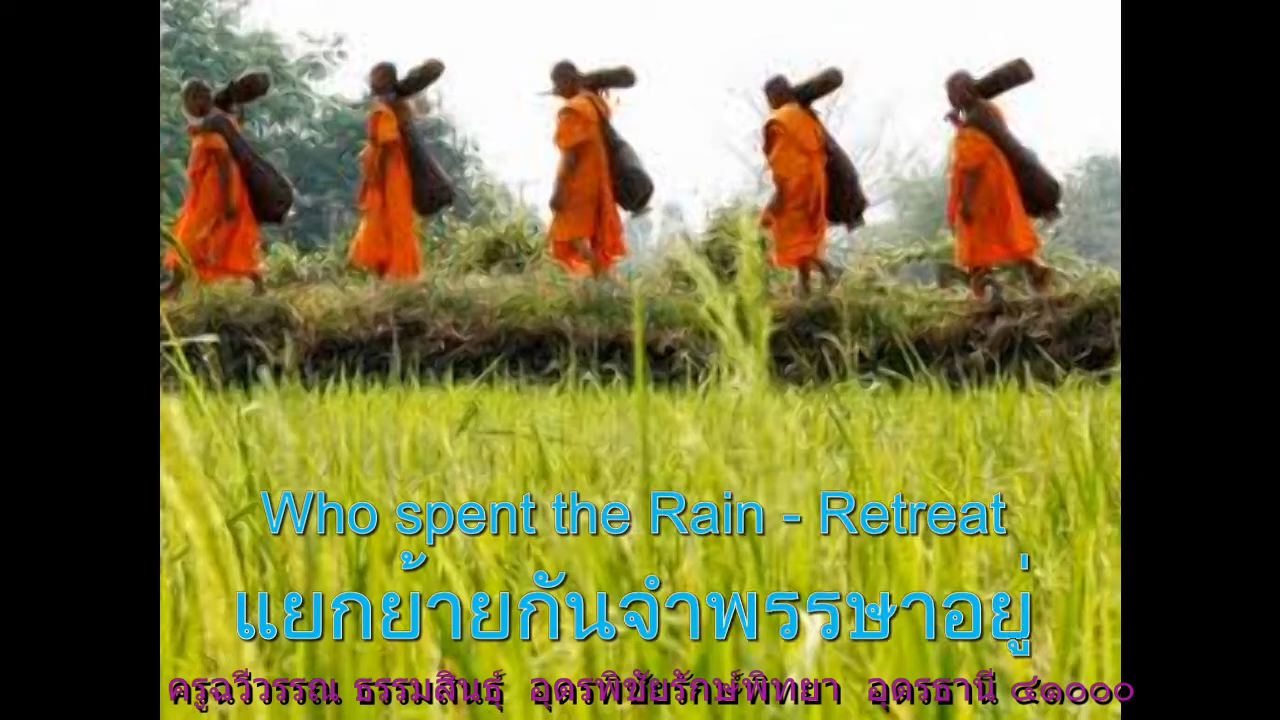 Who spent the Rain - Retreat
แยกย้ายกันจำพรรษาอยู่
ครูฉวีวรรณ ธรรมสินธุ์ อุดรพิชัยรักษ์พิทยา อุดรธานี ๔๑๐๐๐